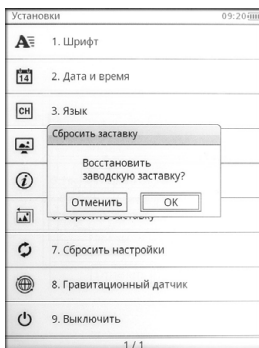 Установки 09:20
1. Шрифт
2. Дата и время
14
3. Язык
CH
Сбросить заставку
Восстановить
заводскую заставку?
Отменить OK
7. Сбросить настройки
8. Гравитационный датчик
9. Выключить
1 / 1